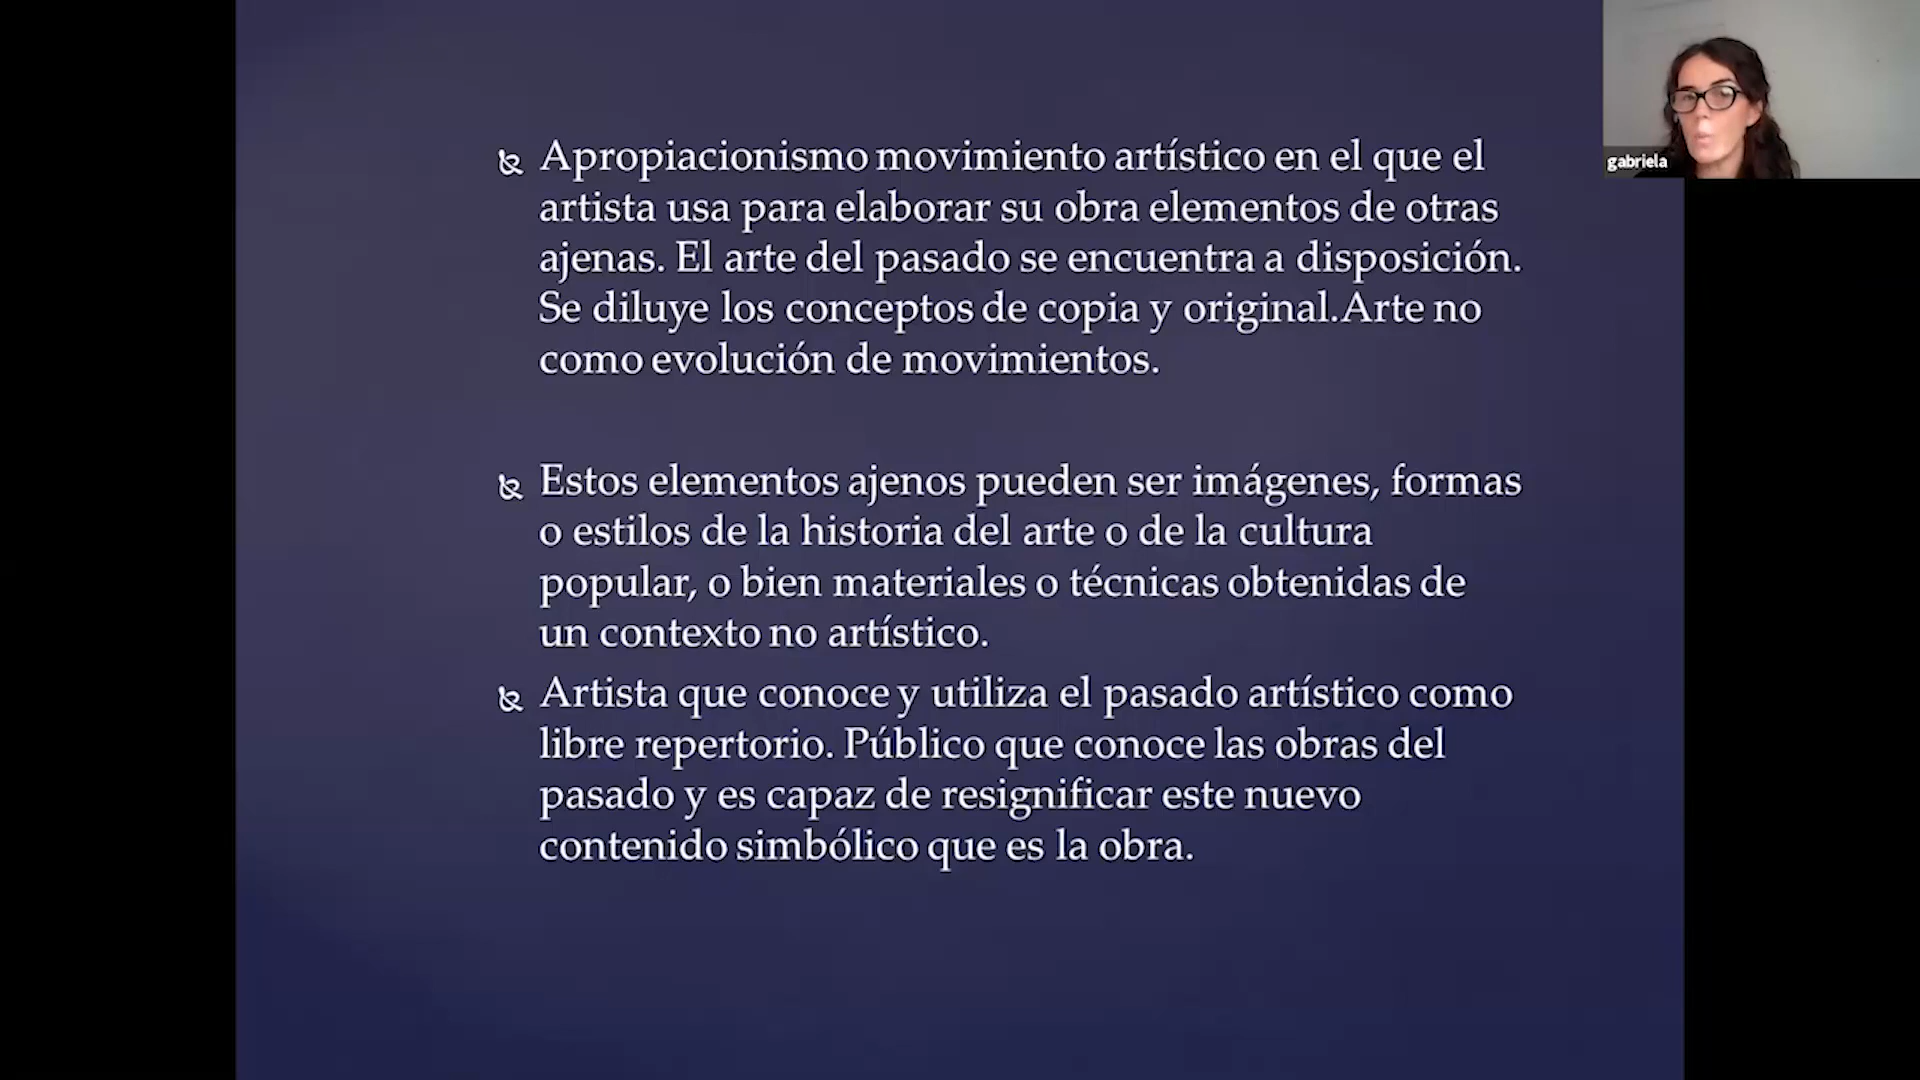 Apropiacionismo movimiento artístico en el que el
artista usa para elaborar su obra elementos de otras
ajenas. El arte del pasado se encuentra a disposición.
Se diluye los conceptos de copia y original.Arte no
como evolución de movimientos.
Estos elementos ajenos pueden ser imágenes, formas
o estilos de la historia del arte o de la cultura
popular, o bien materiales o técnicas obtenidas de
un contexto no artístico.
Artista que conoce y utiliza el pasado artístico como
libre repertorio. Público que conoce las obras del
pasado y es capaz de resignificar este nuevo
contenido simbólico que es la obra.
gabriela